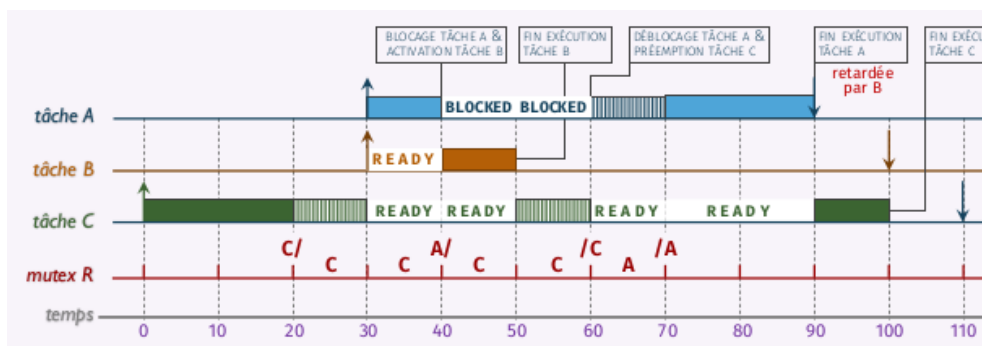 BLOCAGE TÂCHE A &
ACTIVATION TÂCHE B
FIN EXÉCUTION
TÂCHE B
DÉBLOCAGE TÂCHE A &
PRÉEMPTION TÂCHE C
FIN EXÉCUTION
TÂCHE A
FIN EXÉCU
TÂCHE C
retardée
par B
tâche A
BLOCKED BLOCKED
tâche B
READY
tâche C
READY READY READY READY
C/ A/ /C /A
mutex R
C C C C A
temps
0 10 20 30 40 50 60 70 80 90 100 110